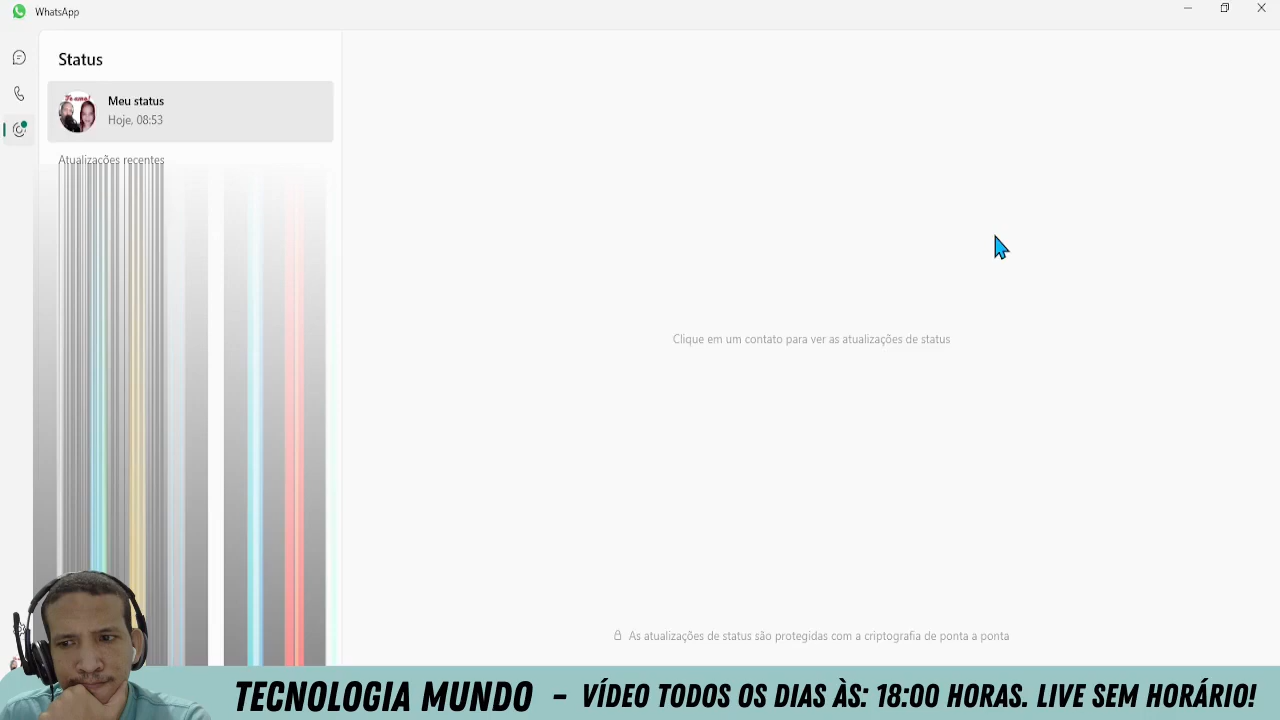 WhatsApp
Status
Meu status
Hoje, 08:53
Atualizações recentes
Clique em um contato para ver as atualizações de status
As atualizações de status são protegidas com a criptografia de ponta a ponta
TECNOLOGIA MUNDO - VÍDEO TODOS OS DIAS ÀS: 18:00 HORAS. LIVE SEM HORÁRIO!